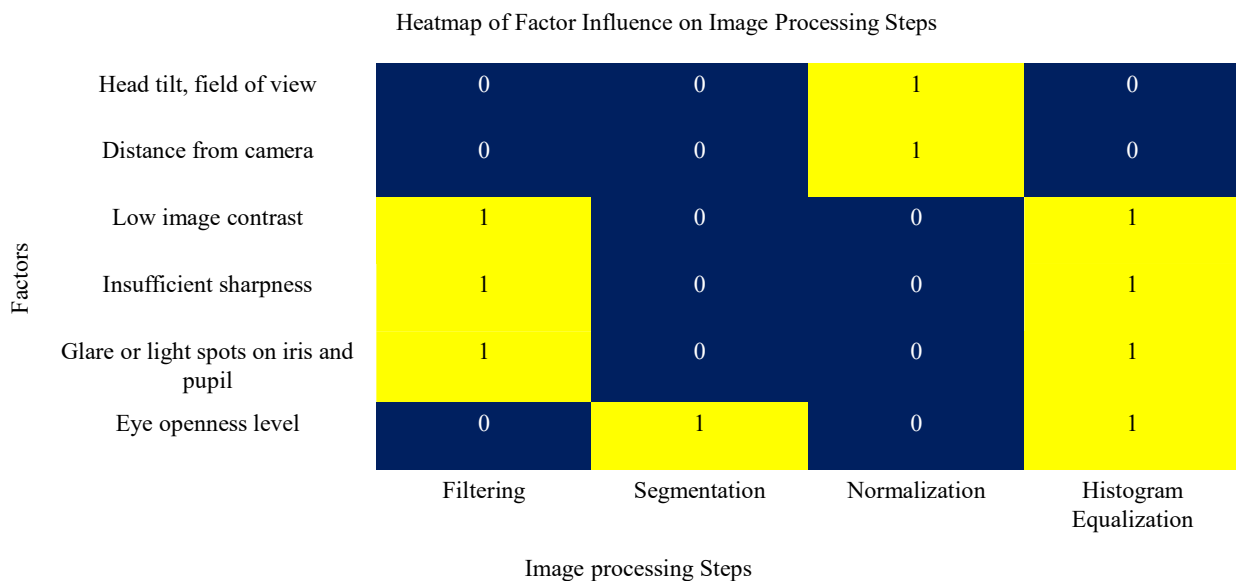 Heatmap of Factor Influence on Image Processing Steps
Head tilt, field of view 0 0 1 0
Distance from camera 0 0 1 0
Low image contrast 1 0 0 1
Factors
Insufficient sharpness 1 0 0 1
Glare or light spots on iris and
pupil 1 0 0 1
Eye openness level 0 1 0 1
Filtering Segmentation Normalization Histogram
Equalization
Image processing Steps